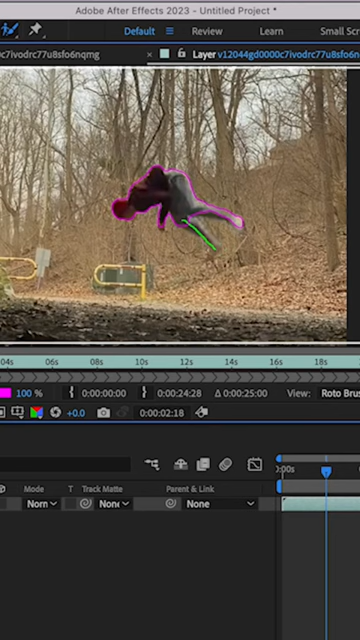 Adobe After Effects 2023 - Untitled Project *
Default Review Learn Small Scr
c7ivodrc77u8sfo6nqmg × Layer v12044gd0000c7ivodrc77u8sfo6n
04s 06s 08s 10s 12s 14s 16s 18s
100 % 0:00:00:00 0:00:24:28 Δ 0:00:25:00 View: Roto Brus
+0.0 0:00:02:18
0:00s
Mode T Track Matte Parent & Link
Norn None None